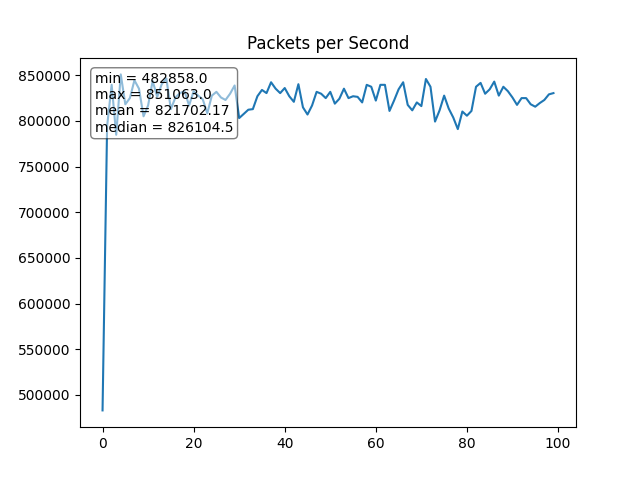 Packets per Second
min = 482858.0
max = 851063.0
mean = 821702.17
median = 826104.5
850000
800000
750000
700000
650000
600000
550000
500000
0 20 40 60 80 100